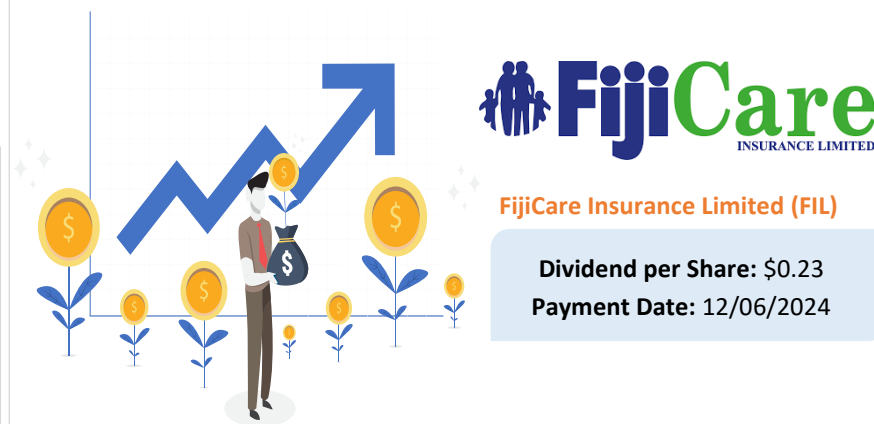 FijiCare
INSURANCE LIMITED
FijiCare Insurance Limited (FIL)
Dividend per Share: $0.23
Payment Date: 12/06/2024
$
$
$
$
$
$
$
$
$